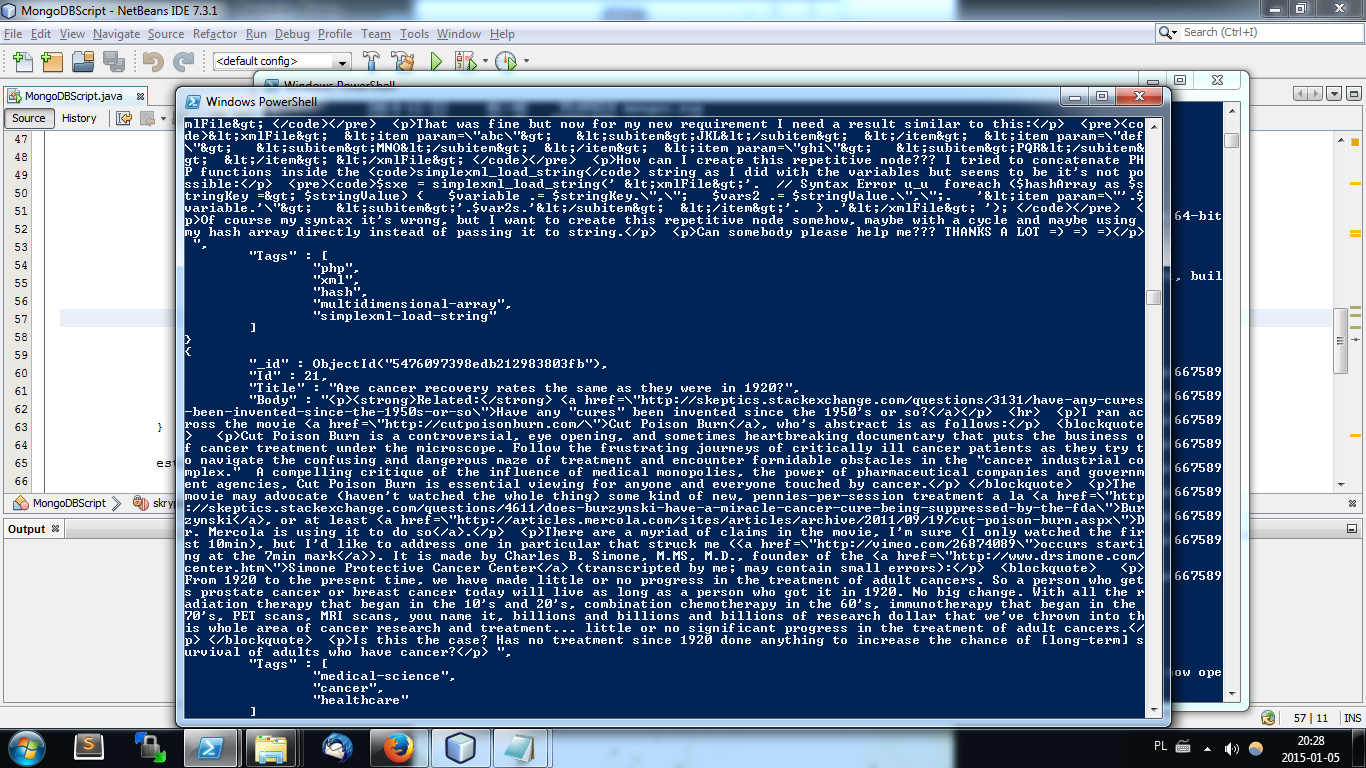 MongoDBScript - NetBeans IDE 7.3.1
File Edit View Navigate Source Refactor Run Debug Profile Team Tools Window Help
Search (Ctrl+I)
<default config>
Windows PowerShell
MongoDBScript.java
Source History
Windows PowerShell
mlFile&gt; </code></pre>  <p>That was fine but now for my new requirement I need a result similar to this:</p>  <pre><co
de>&lt;xmlFile&gt;  &lt;item param=\"abc\"&gt;   &lt;subitem&gt;JKL&lt;/subitem&gt;  &lt;/item&gt;  &lt;item param=\"def
\"&gt;   &lt;subitem&gt;MNO&lt;/subitem&gt;  &lt;/item&gt;  &lt;item param=\"ghi\"&gt;   &lt;subitem&gt;PQR&lt;/subitem&
gt;  &lt;/item&gt;  &lt;/xmlFile&gt; </code></pre>  <p>How can I create this repetitive node??? I tried to concatenate PH
P functions inside the <code>simplexml_load_string</code> string as I did with the variables but seems to be it's not po
ssible:</p>  <pre><code>$sxe = simplexml_load_string(' &lt;xmlFile&gt;'.  // Syntax Error u_u  foreach ($hashArray as $s
tringKey =&gt; $stringValue) {   $variable .= $stringKey.\",\";  $vars2 .= $stringValue.\",\";   '&lt;item param=\"'.$
variable.'\"&gt;   &lt;subitem&gt;'.$var2s.'&lt;/subitem&gt;  &lt;/item&gt;'.  } .'&lt;/xmlFile&gt; '); </code></pre>  <
p>Of course my syntax it's wrong, but I want to create this repetitive node somehow, maybe with a cycle and maybe using
my hash array directly instead of passing it to string.</p>  <p>Can somebody please help me??? THANKS A LOT =) =) =)</p>
",
"Tags" : [
"php",
"xml",
"hash",
"multidimensional-array",
"simplexml-load-string"
]
}
{
"_id" : ObjectId("5476097398edb212983803fb"),
"Id" : 21,
"Title" : "Are cancer recovery rates the same as they were in 1920?",
"Body" : "<p><strong>Related:</strong> <a href=\"http://skeptics.stackexchange.com/questions/3131/have-any-cures
-been-invented-since-the-1950s-or-so\">Have any "cures" been invented since the 1950's or so?</a></p>  <hr>  <p>I ran ac
ross the movie <a href=\"http://cutpoisonburn.com/\">Cut Poison Burn</a>, who's abstract is as follows:</p>  <blockquote
>  <p>Cut Poison Burn is a controversial, eye opening, and sometimes heartbreaking documentary that puts the business o
f cancer treatment under the microscope. Follow the frustrating journeys of critically ill cancer patients as they try t
o navigate the confusing and dangerous maze of treatment and encounter formidable obstacles in the "cancer industrial co
mplex."  A compelling critique of the influence of medical monopolies, the power of pharmaceutical companies and governm
ent agencies, Cut Poison Burn is essential viewing for anyone and everyone touched by cancer.</p> </blockquote>  <p>The
movie may advocate (haven't watched the whole thing) some kind of new, pennies-per-session treatment a la <a href=\"http
://skeptics.stackexchange.com/questions/4611/does-burzynski-have-a-miracle-cancer-cure-being-suppressed-by-the-fda\">Bur
zynski</a>, or at least <a href=\"http://articles.mercola.com/sites/articles/archive/2011/09/19/cut-poison-burn.aspx\">D
r. Mercola is using it to do so</a>.</p>  <p>There are a myriad of claims in the movie, I'm sure (I only watched the fir
st 10min), but I'd like to address one in particular that struck me (<a href=\"http://vimeo.com/26874089\">occurs starti
ng at the 7min mark</a>). It is made by Charles B. Simone, M.MS, M.D., founder of the <a href=\"http://www.drsimone.com/
center.htm\">Simone Protective Cancer Center</a> (transcripted by me; may contain small errors):</p>  <blockquote>  <p>
From 1920 to the present time, we have made little or no progress in the treatment of adult cancers. So a person who get
s prostate cancer or breast cancer today will live as long as a person who got it in 1920. No big change. With all the r
adiation therapy that began in the 10's and 20's, combination chemotherapy in the 60's, immunotherapy that began in the
70's, PET scans, MRI scans, you name it, billions and billions and billions of research dollar that we've thrown into th
is whole area of cancer research and treatment... little or no significant progress in the treatment of adult cancers.</
p> </blockquote>  <p>Is this the case? Has no treatment since 1920 done anything to increase the chance of [long-term] s
urvival of adults who have cancer?</p> ",
"Tags" : [
"medical-science",
"cancer",
"healthcare"
]
47
48
49
50
51
52
53
54
55
56
57
58
59
60
61
62
63 }
64
65 est
66
64-bit
, buil
667589
667589
667589
667589
667589
667589
667589
667589
667589
ow ope
MongoDBScript skry
Output
57 | 11 INS
PL
20:28
2015-01-05